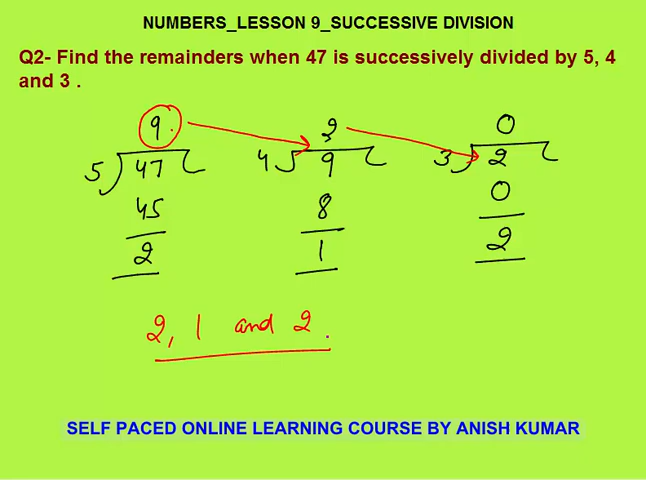 NUMBERS_LESSON 9_SUCCESSIVE DIVISION
Q2- Find the remainders when 47 is successively divided by 5, 4
and 3 .
9 2 0
5 47 4 9 3 2
45 8 0
2 1 2
2, 1 and 2.
SELF PACED ONLINE LEARNING COURSE BY ANISH KUMAR